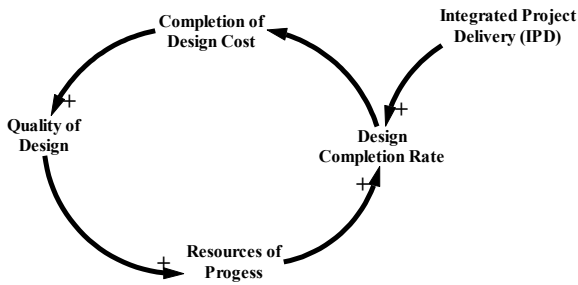 Completion of
Design Cost
Integrated Project
Delivery (IPD)
+
+
Quality of
Design
Design
Completion Rate
+
+
Resources of
Progess